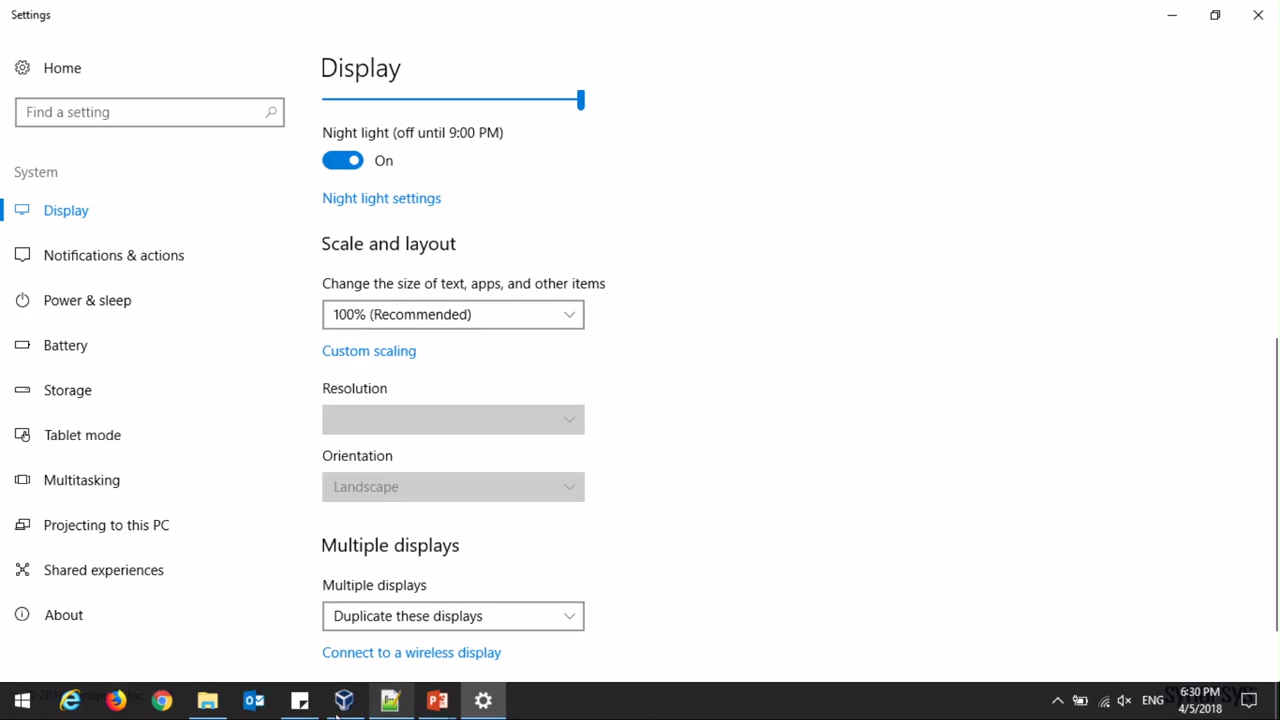 Settings
Home
Find a setting
System
Display
Notifications & actions
Power & sleep
Battery
Storage
Tablet mode
Multitasking
Projecting to this PC
Shared experiences
About
Display
Night light (off until 9:00 PM)
On
Night light settings
Scale and layout
Change the size of text, apps, and other items
100% (Recommended)
Custom scaling
Resolution
Orientation
Landscape
Multiple displays
Multiple displays
Duplicate these displays
Connect to a wireless display
ENG
6:30 PM
4/5/2018